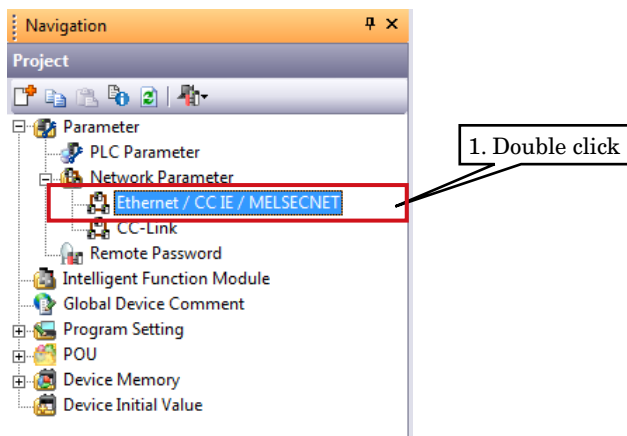 Navigation
Project
Parameter
PLC Parameter
1. Double click
Network Parameter
Ethernet / CC IE / MELSECNET
CC-Link
Remote Password
Intelligent Function Module
Global Device Comment
Program Setting
POU
Device Memory
Device Initial Value